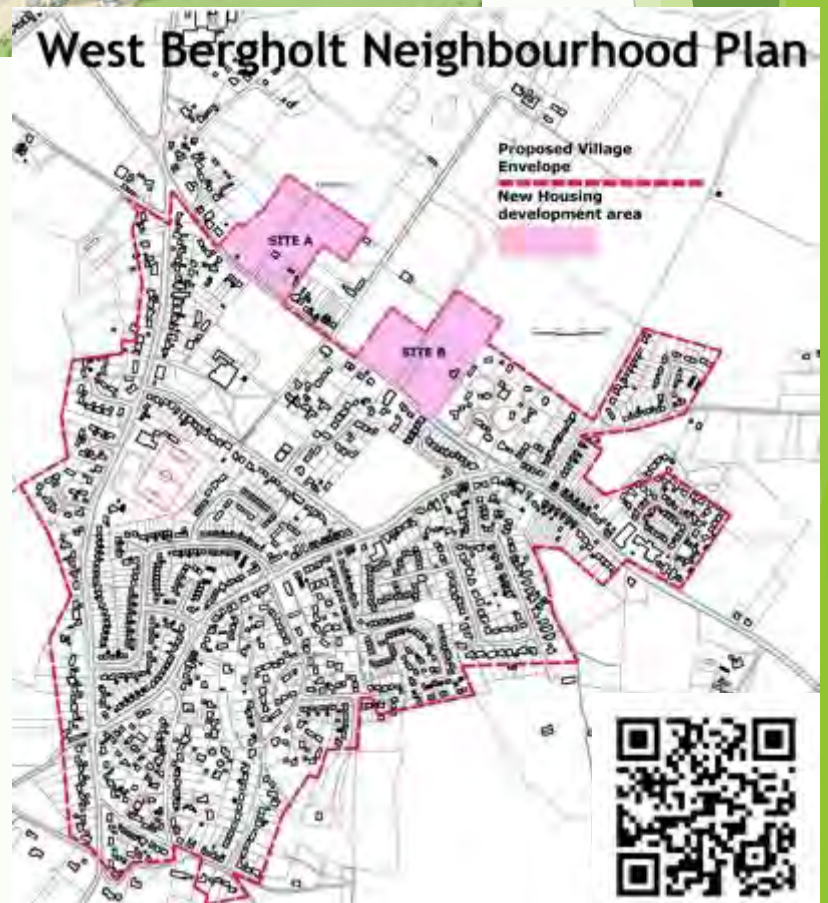 West Bergholt Neighbourhood Plan
Proposed Village
Envelope
New Housing
development area
SITE A
SITE B